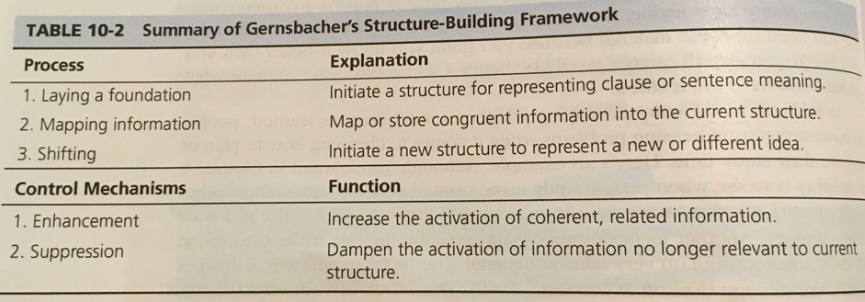 TABLE 10-2 Summary of Gernsbacher's Structure-Building Framework
Process Explanation
1. Laying a foundation Initiate a structure for representing clause or sentence meaning.
2. Mapping information Map or store congruent information into the current structure.
3. Shifting Initiate a new structure to represent a new or different idea.
Control Mechanisms Function
1. Enhancement Increase the activation of coherent, related information.
2. Suppression Dampen the activation of information no longer relevant to current
structure.